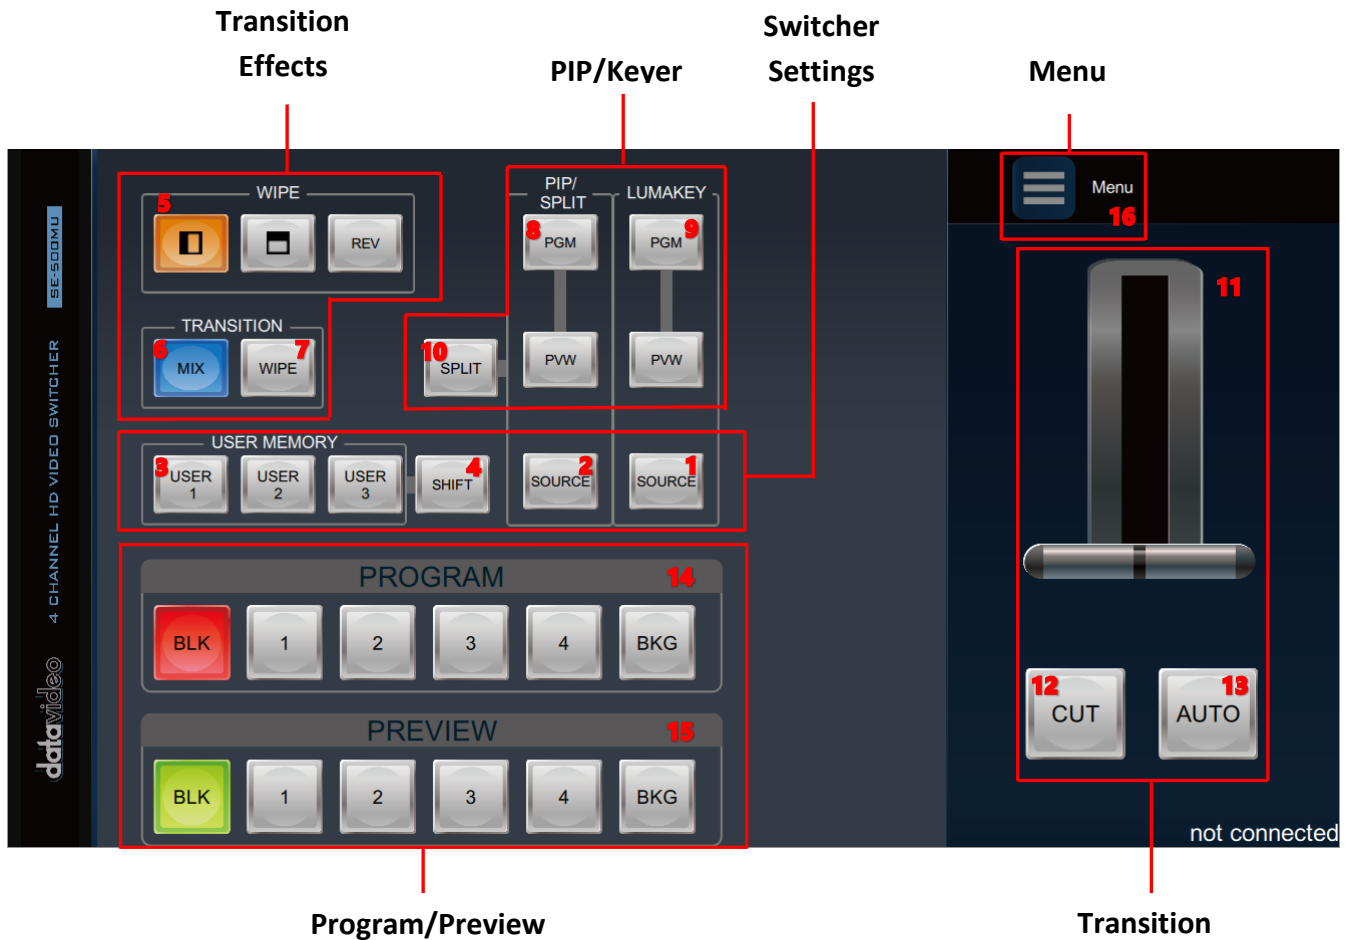 Transition
Effects
PIP/Keyer
Switcher
Settings
Menu
WIPE
5
REV
PIP/
SPLIT
8
PGM
PVW
LUMAKEY
9
PGM
PVW
Menu
16
SE-500MU
4 CHANNEL HD VIDEO SWITCHER
datavideo
TRANSITION
6
MIX
7
WIPE
10
SPLIT
11
USER MEMORY
3
USER
1
USER
2
USER
3
4
SHIFT
2
SOURCE
1
SOURCE
PROGRAM
14
BLK
1
2
3
4
BKG
12
CUT
13
AUTO
PREVIEW
15
BLK
1
2
3
4
BKG
not connected
Program/Preview
Transition